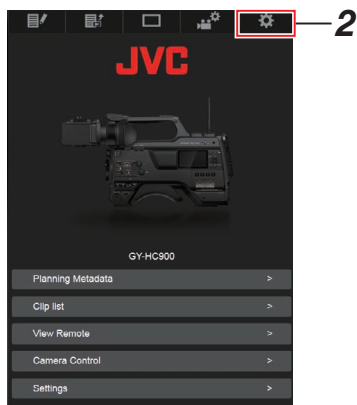 2
JVC
GY-HC900
Planning Metadata >
Clip list >
View Remote >
Camera Control >
Settings >